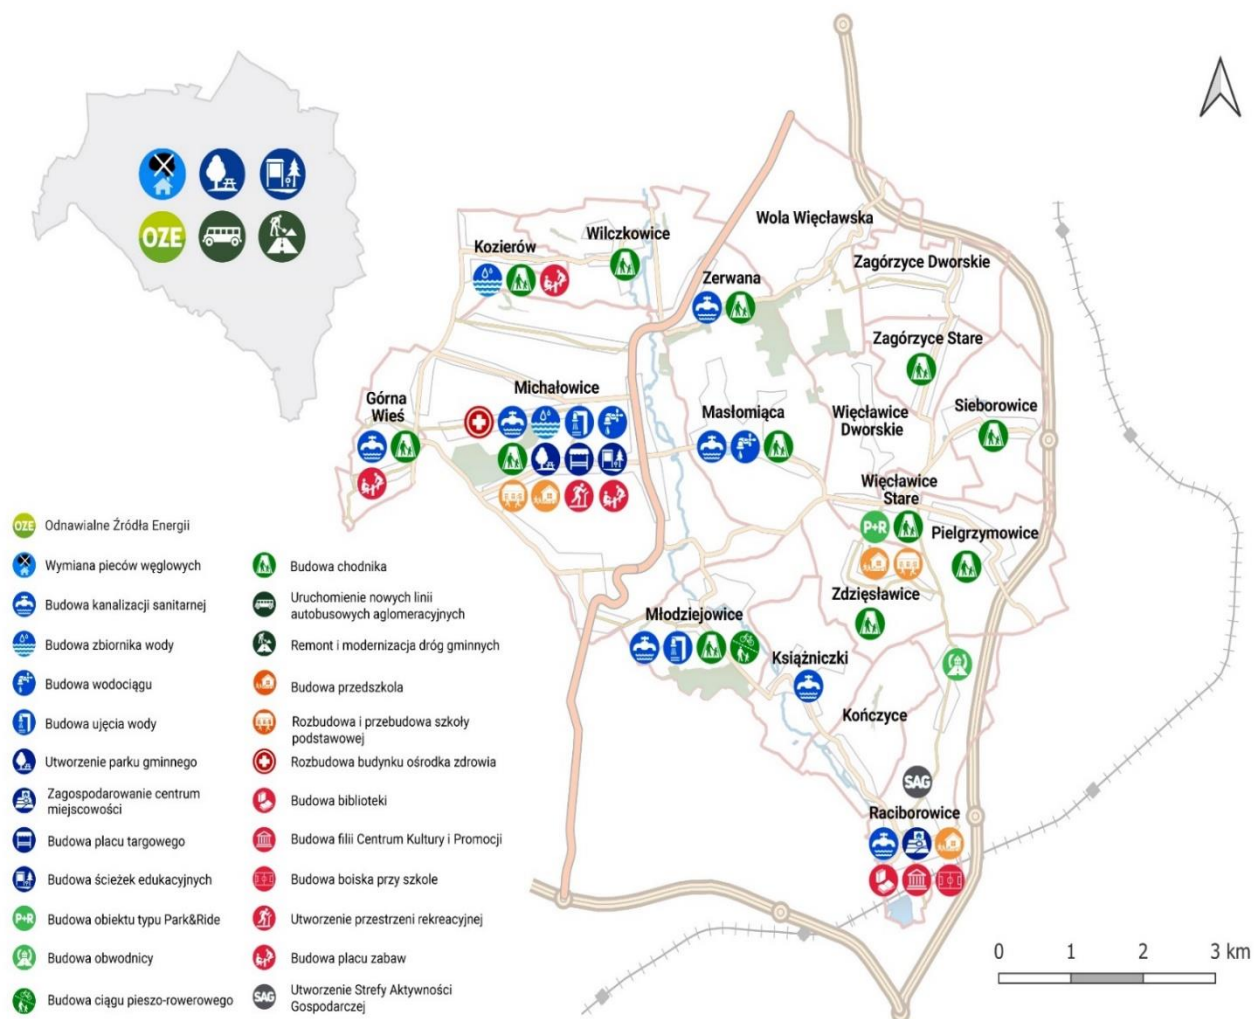 OZE
Wola Więcławska
Kozierów
Wilczkowice
Zerwana
Zagórzyce Dworskie
Zagórzyce Stare
Górna
Wieś
Michałowice
Masłomiąca
Więcławice
Dworskie
Sieborowice
Więcławice
Stare
P+R
Pielgrzymowice
Zdzięsławice
Młodziejowice
Książniczki
Kończyce
SAG
Raciborowice
OZE
Odnawialne Źródła Energii
Wymiana pieców węglowych
Budowa kanalizacji sanitarnej
Budowa zbiornika wody
Budowa wodociągu
Budowa ujęcia wody
Utworzenie parku gminnego
Zagospodarowanie centrum
miejscowości
Budowa placu targowego
Budowa ścieżek edukacyjnych
P+R
Budowa obiektu typu Park&Ride
Budowa obwodnicy
Budowa ciągu pieszo-rowerowego
Budowa chodnika
Uruchomienie nowych linii
autobusowych aglomeracyjnych
Remont i modernizacja dróg gminnych
Budowa przedszkola
Rozbudowa i przebudowa szkoły
podstawowej
Rozbudowa budynku ośrodka zdrowia
Budowa biblioteki
Budowa filii Centrum Kultury i Promocji
Budowa boiska przy szkole
Utworzenie przestrzeni rekreacyjnej
Budowa placu zabaw
SAG
Utworzenie Strefy Aktywności
Gospodarczej
0 1 2 3 km